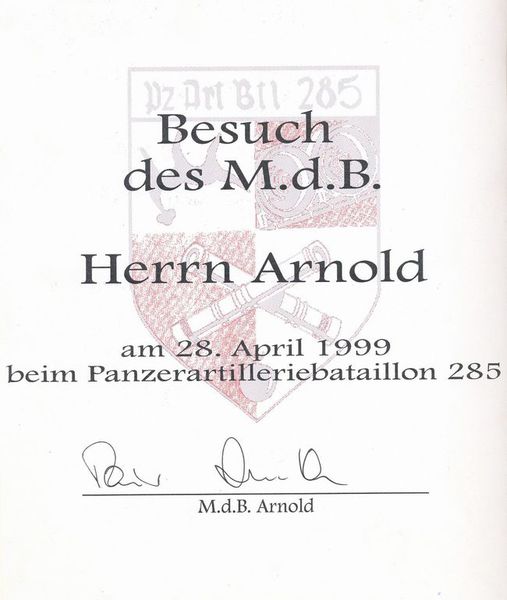 Pz Art Btl 285
Besuch
des M.d.B.
Herrn Arnold
am 28. April 1999
beim Panzerartilleriebataillon 285
M.d.B. Arnold